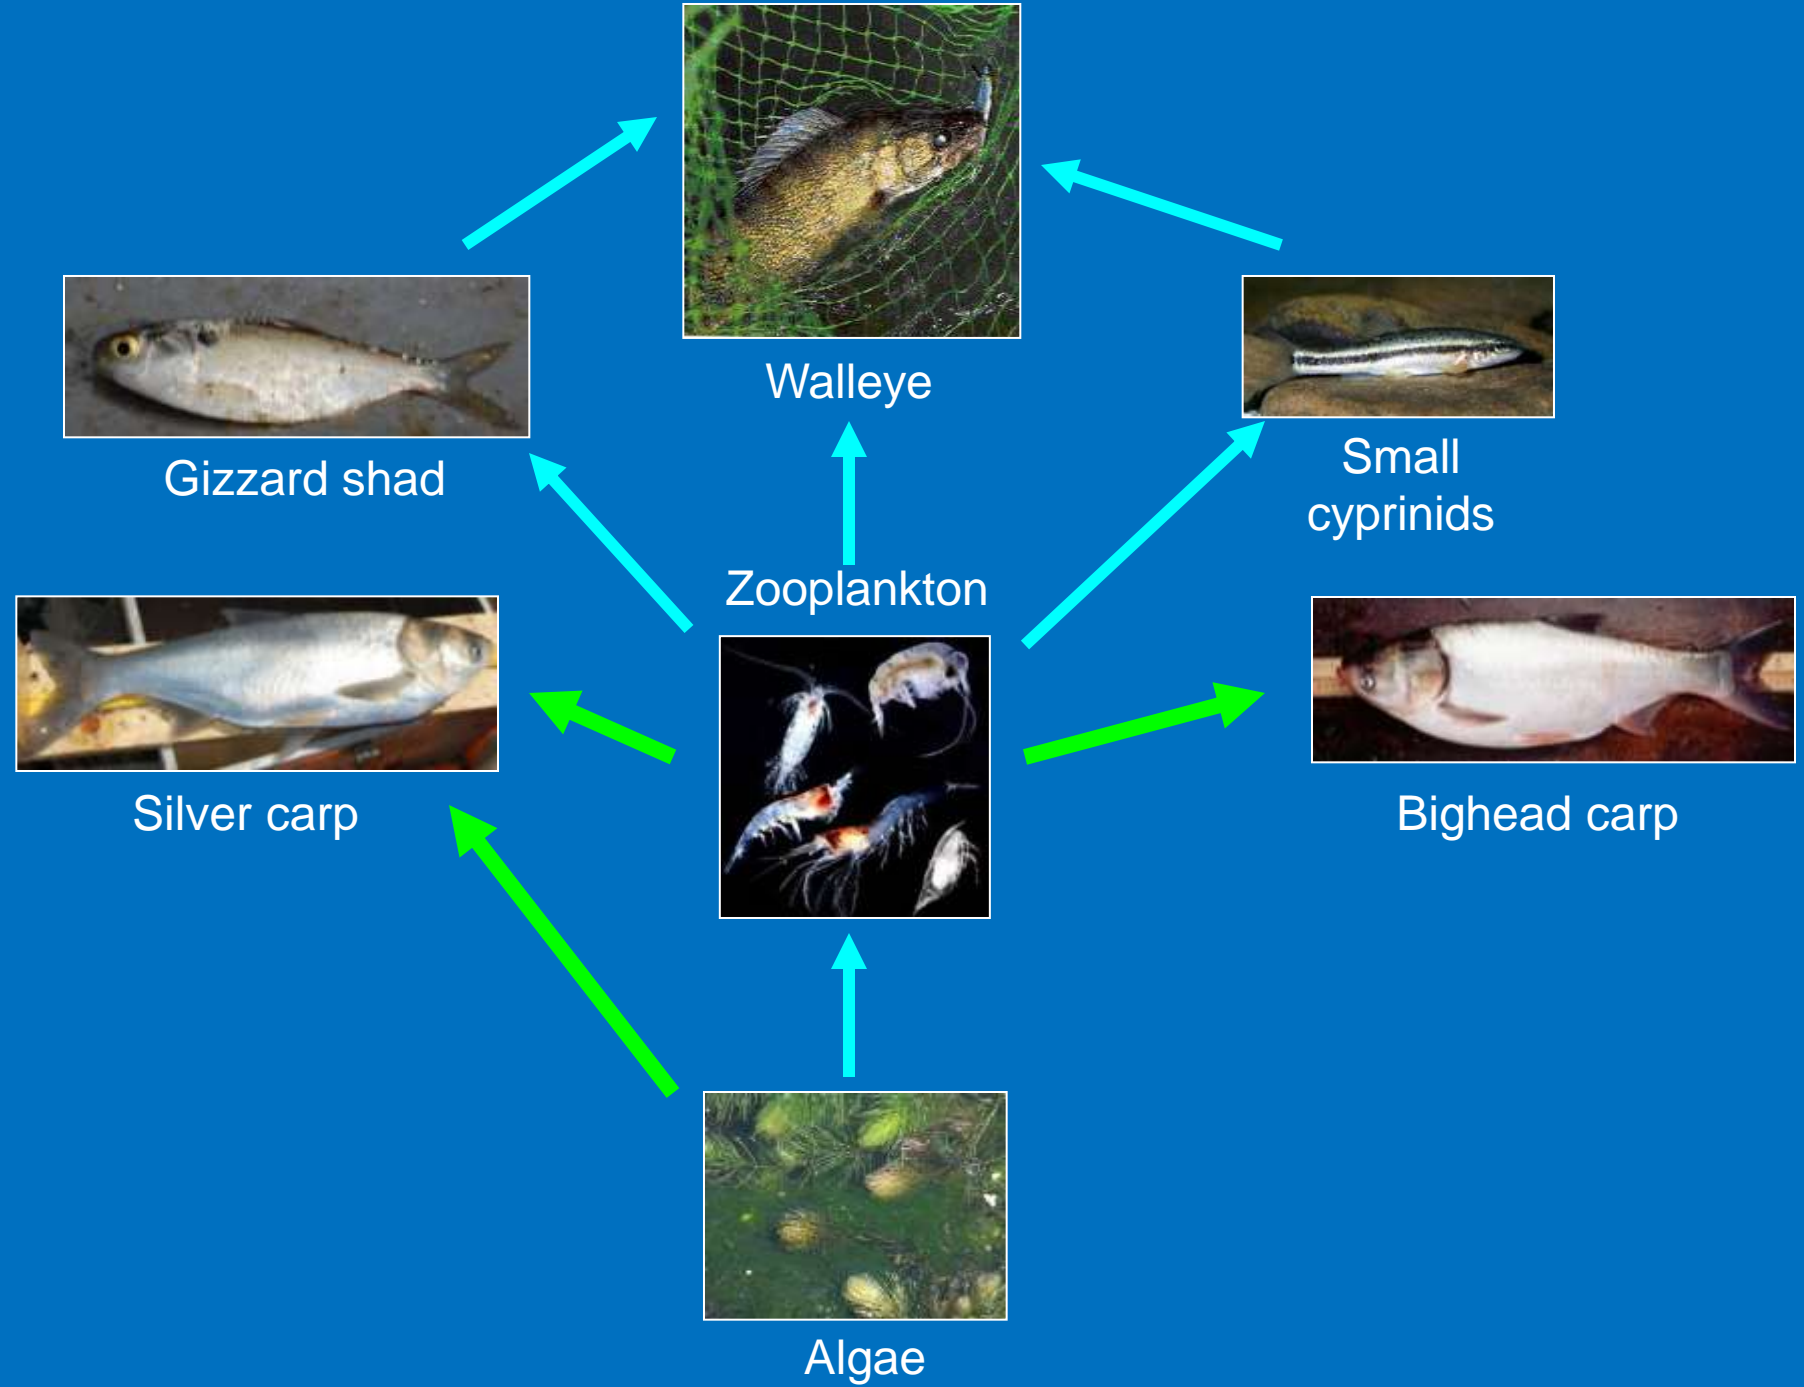 Walleye
Gizzard shad
Small
cyprinids
Zooplankton
Silver carp
Bighead carp
Algae